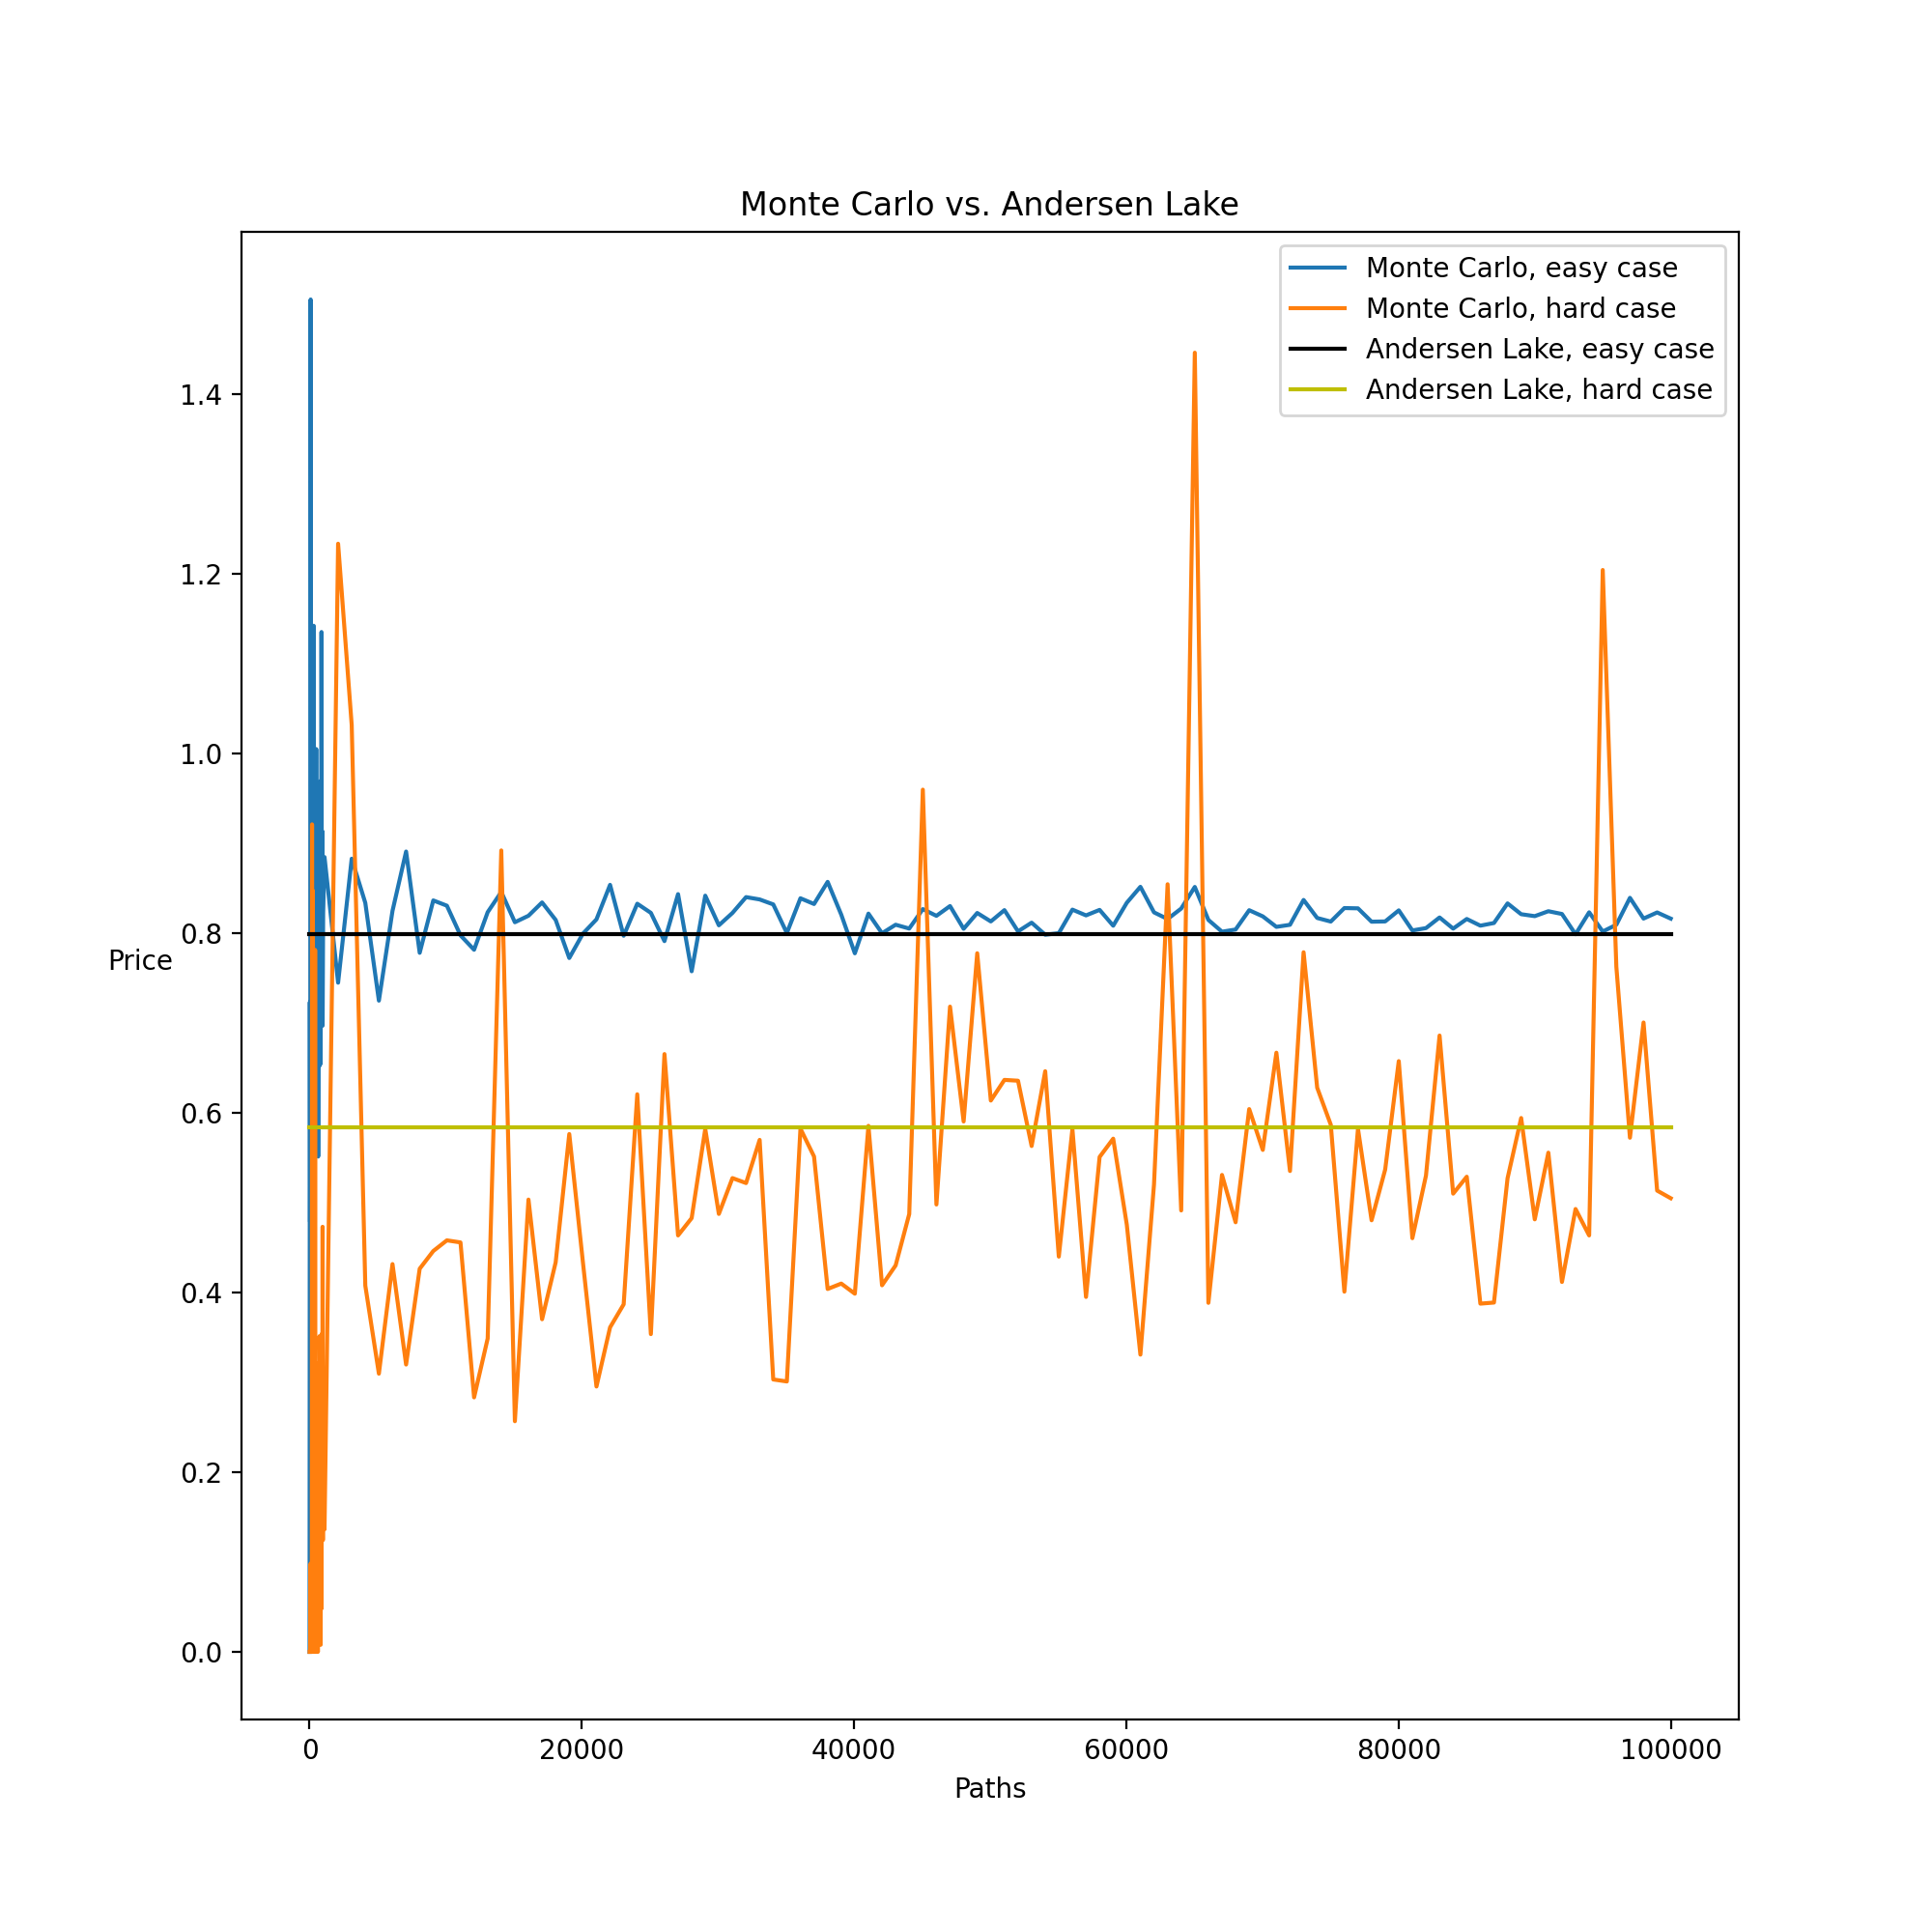 Monte Carlo vs. Andersen Lake
Monte Carlo, easy case
Monte Carlo, hard case
Andersen Lake, easy case
Andersen Lake, hard case
1.4
1.2
1.0
0.8
Price
0.6
0.4
0.2
0.0
0 20000 40000 60000 80000 100000
Paths